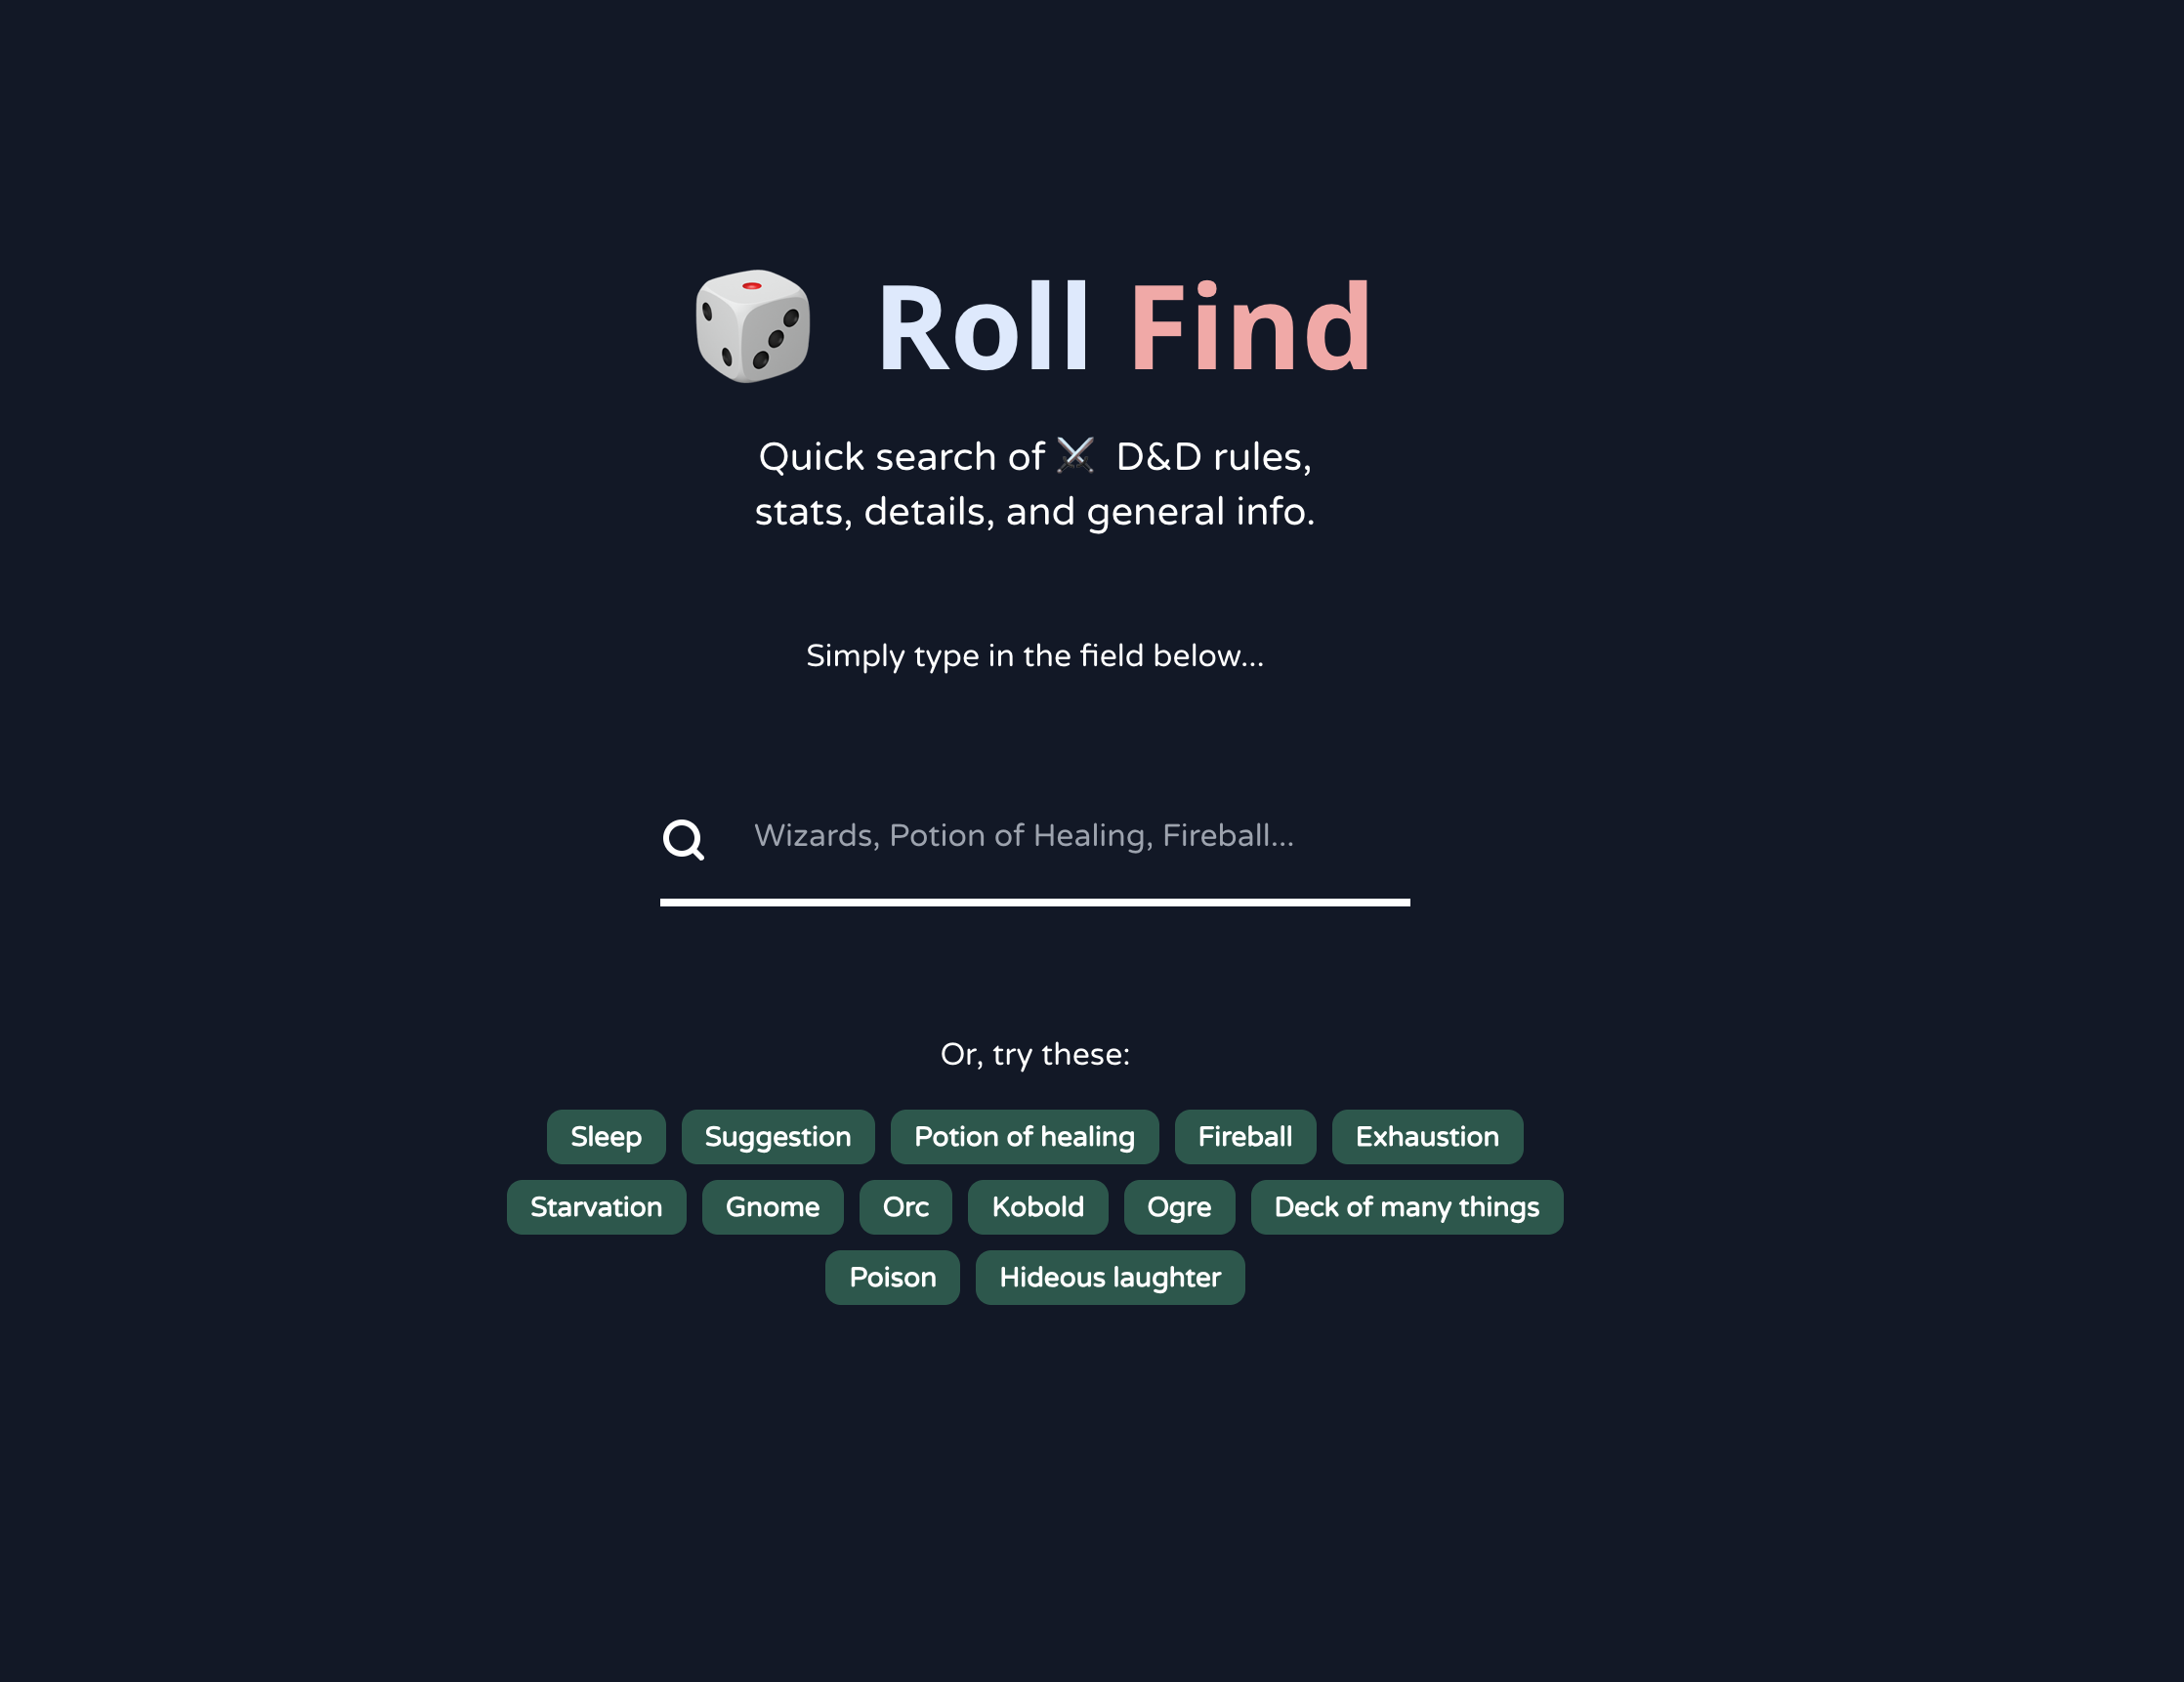 Roll Find
Quick search of ⚔️ D&D rules,
stats, details, and general info.
Simply type in the field below...
Wizards, Potion of Healing, Fireball...
Or, try these:
Sleep Suggestion Potion of healing Fireball Exhaustion
Starvation Gnome Orc Kobold Ogre Deck of many things
Poison Hideous laughter